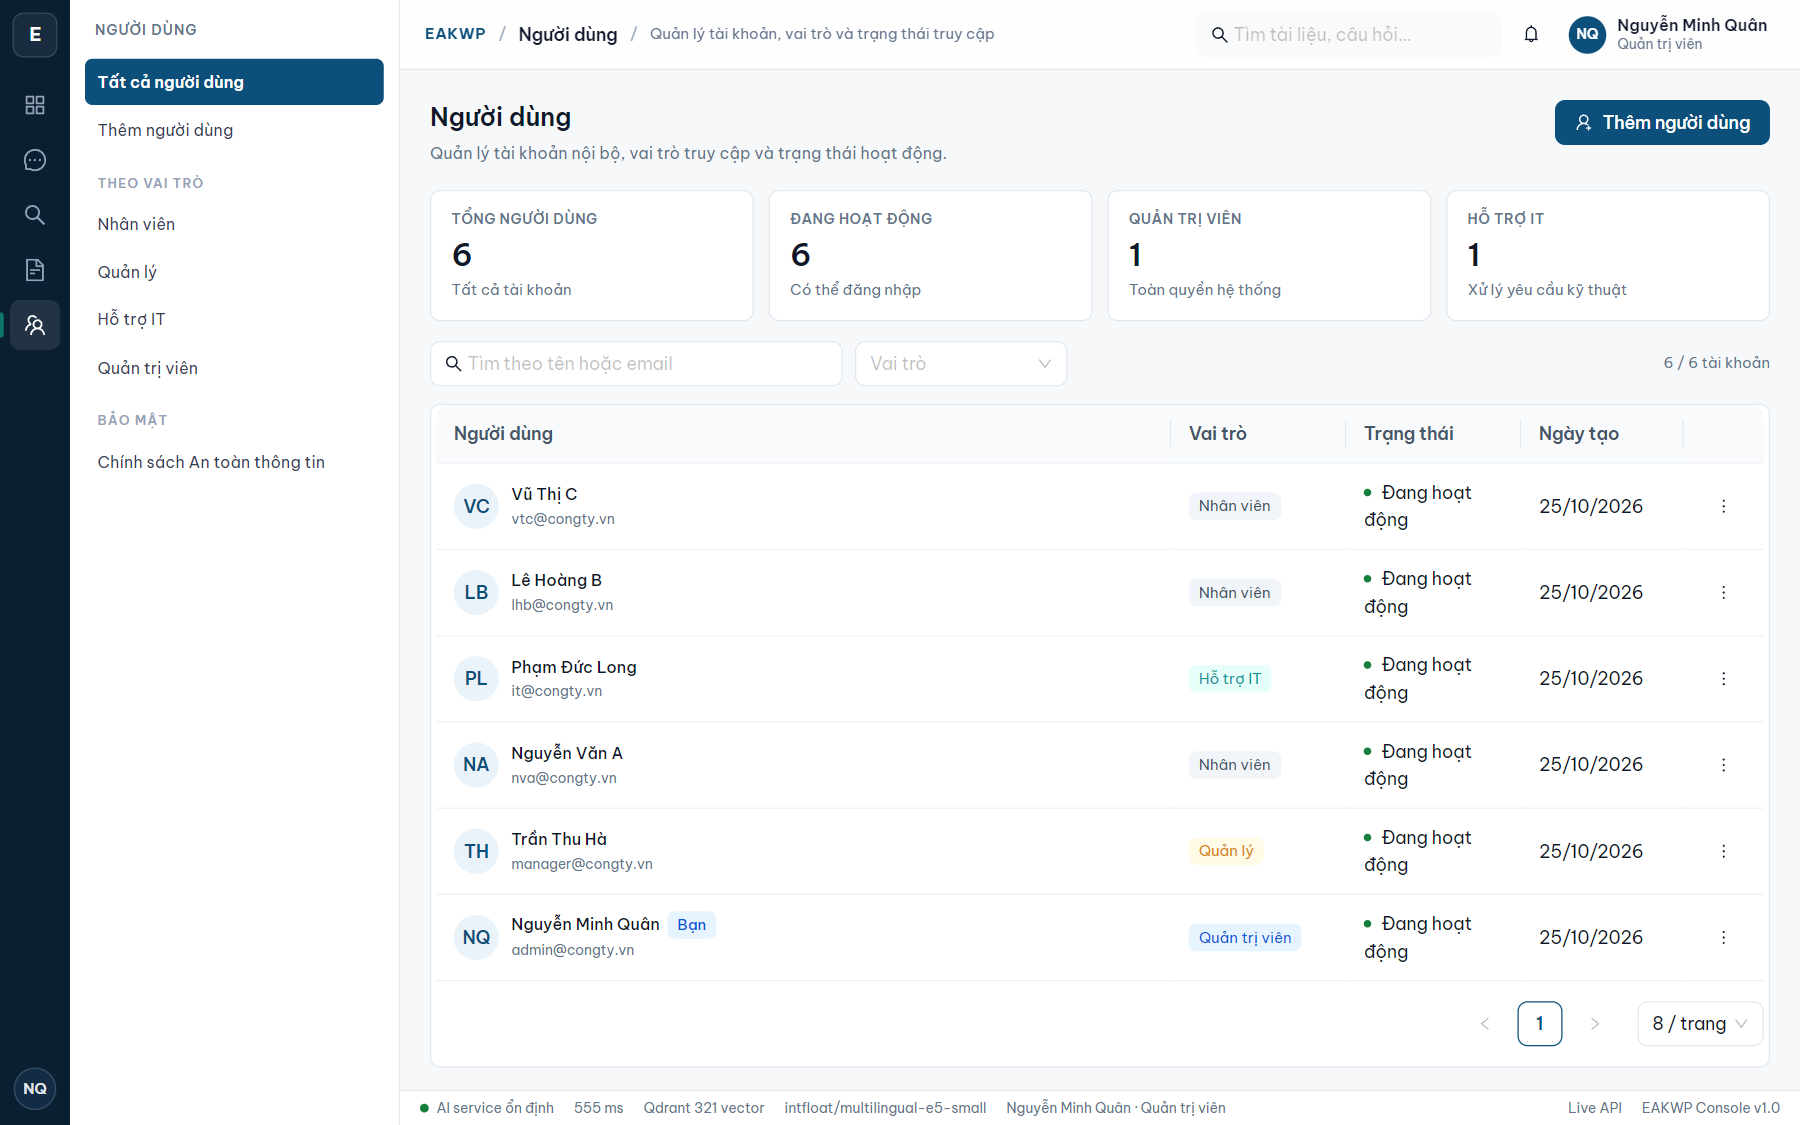 E
NGƯỜI DÙNG
Tất cả người dùng
Thêm người dùng
THEO VAI TRÒ
Nhân viên
Quản lý
Hỗ trợ IT
Quản trị viên
BẢO MẬT
Chính sách An toàn thông tin
NQ
EAKWP / Người dùng / Quản lý tài khoản, vai trò và trạng thái truy cập
Tìm tài liệu, câu hỏi...
NQ
Nguyễn Minh Quân
Quản trị viên
Người dùng
Quản lý tài khoản nội bộ, vai trò truy cập và trạng thái hoạt động.
Thêm người dùng
TỔNG NGƯỜI DÙNG
6
Tất cả tài khoản
ĐANG HOẠT ĐỘNG
6
Có thể đăng nhập
QUẢN TRỊ VIÊN
1
Toàn quyền hệ thống
HỖ TRỢ IT
1
Xử lý yêu cầu kỹ thuật
Tìm theo tên hoặc email
Vai trò
6 / 6 tài khoản
Người dùng Vai trò Trạng thái Ngày tạo
VC
Vũ Thị C
vtc@congty.vn
Nhân viên
Đang hoạt
động
25/10/2026
LB
Lê Hoàng B
lhb@congty.vn
Nhân viên
Đang hoạt
động
25/10/2026
PL
Phạm Đức Long
it@congty.vn
Hỗ trợ IT
Đang hoạt
động
25/10/2026
NA
Nguyễn Văn A
nva@congty.vn
Nhân viên
Đang hoạt
động
25/10/2026
TH
Trần Thu Hà
manager@congty.vn
Quản lý
Đang hoạt
động
25/10/2026
NQ
Nguyễn Minh Quân Bạn
admin@congty.vn
Quản trị viên
Đang hoạt
động
25/10/2026
1
8 / trang
AI service ổn định 555 ms Qdrant 321 vector intfloat/multilingual-e5-small Nguyễn Minh Quân · Quản trị viên Live API EAKWP Console v1.0